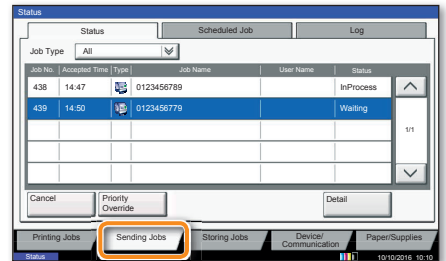 Status
Status Scheduled Job Log
Job Type All
Job No. Accepted Time Type Job Name User Name Status
438 14:47 0123456789 InProcess
439 14:50 0123456779 Waiting
1/1
Cancel Priority Override Detail
Printing Jobs Sending Jobs Storing Jobs Device/ Communication Paper/Supplies
Status 10/10/2016 10:10